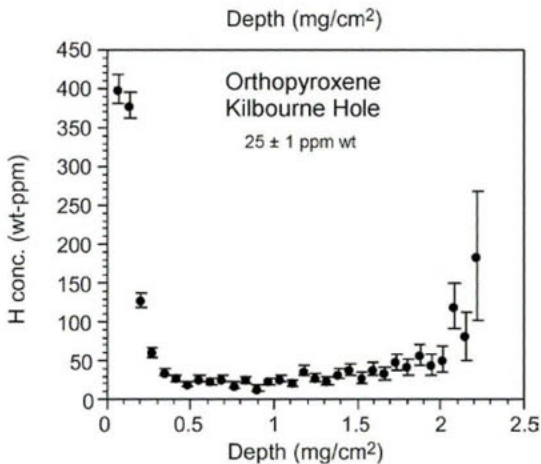 Depth (mg/cm²)
450
400
350
300
250
200
150
100
50
0
H conc. (wt-ppm)
Orthopyroxene
Kilbourne Hole
25 ± 1 ppm wt
0 0.5 1 1.5 2 2.5
Depth (mg/cm²)